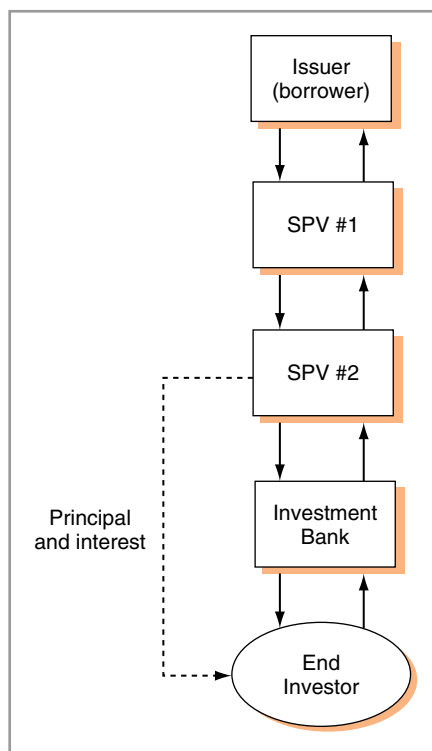 Issuer
(borrower)
SPV #1
SPV #2
Investment
Bank
Principal
and interest
End
Investor